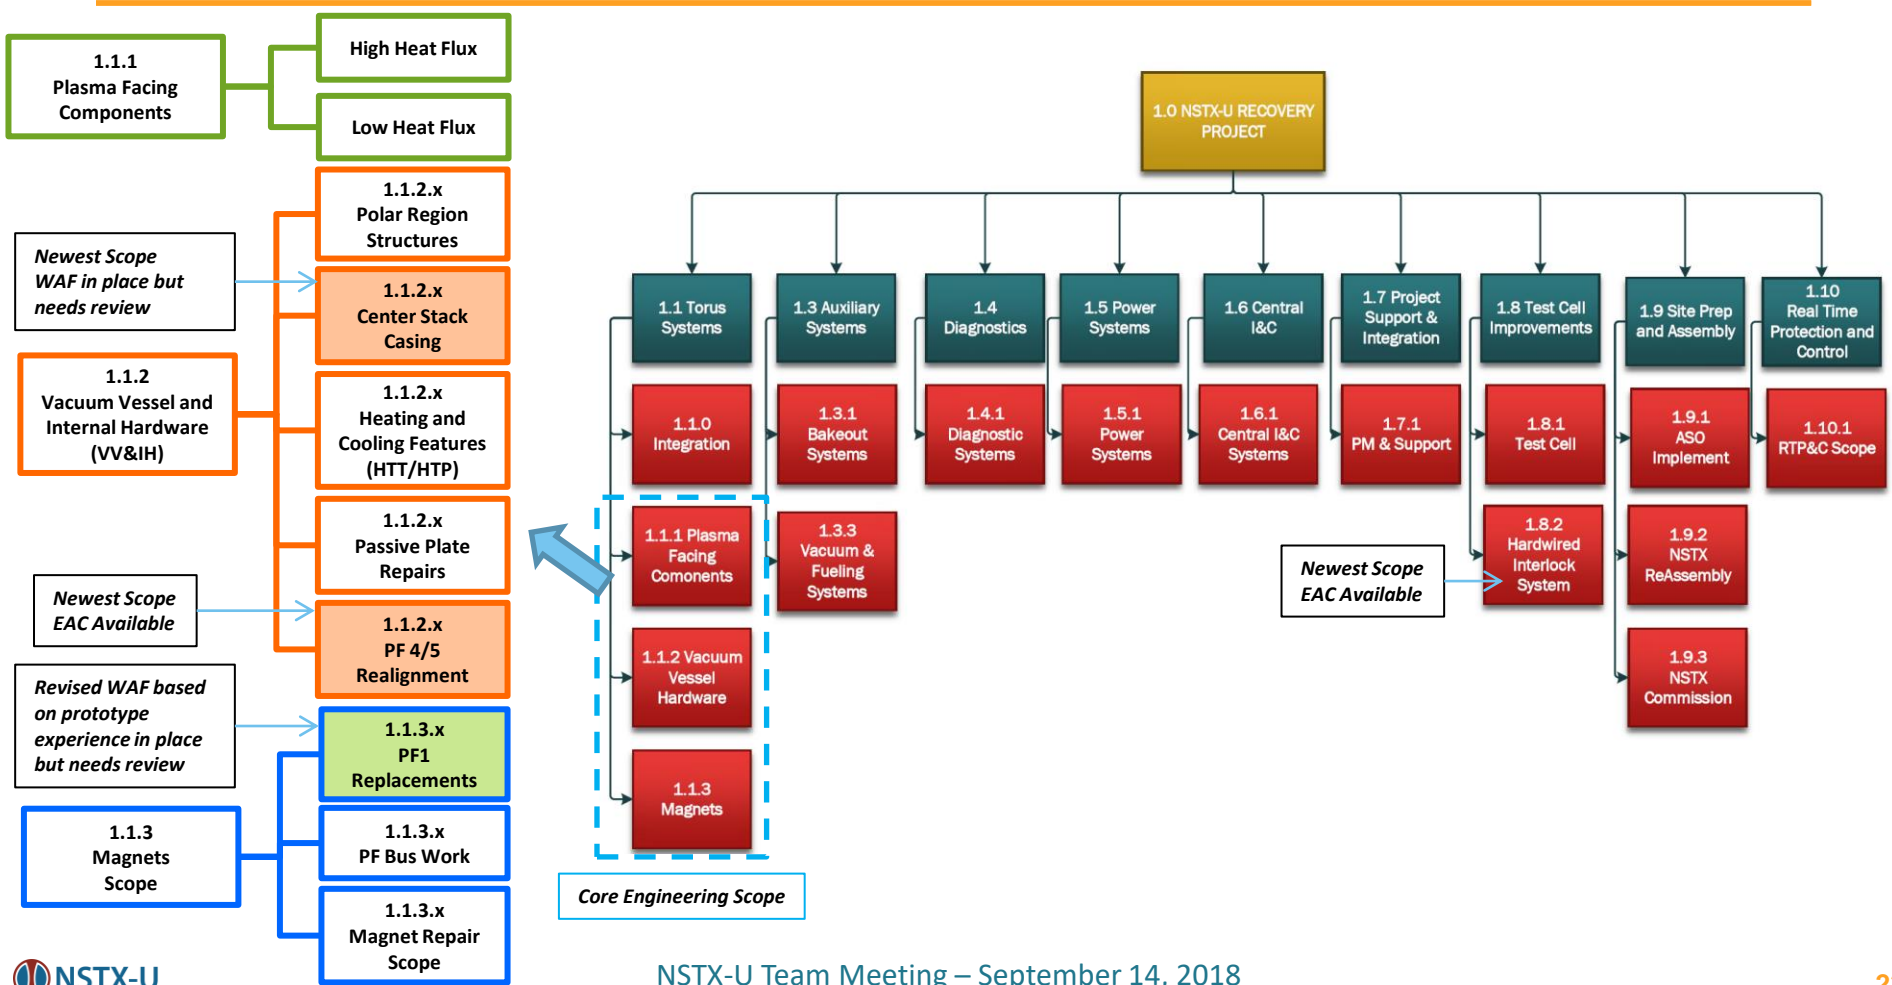 1.1.1
Plasma Facing
Components
High Heat Flux
Low Heat Flux
1.1.2.x
Polar Region
Structures
Newest Scope
WAF in place but
needs review
1.1.2.x
Center Stack
Casing
1.1.2
Vacuum Vessel and
Internal Hardware
(VV&IH)
1.1.2.x
Heating and
Cooling Features
(HTT/HTP)
1.1.2.x
Passive Plate
Repairs
Newest Scope
EAC Available
1.1.2.x
PF 4/5
Realignment
Revised WAF based
on prototype
experience in place
but needs review
1.1.3.x
PF1
Replacements
1.1.3
Magnets
Scope
1.1.3.x
PF Bus Work
1.1.3.x
Magnet Repair
Scope
1.0 NSTX-U RECOVERY
PROJECT
1.1 Torus
Systems
1.3 Auxiliary
Systems
1.4
Diagnostics
1.5 Power
Systems
1.6 Central
I&C
1.7 Project
Support &
Integration
1.8 Test Cell
Improvements
1.9 Site Prep
and Assembly
1.10
Real Time
Protection and
Control
1.1.0
Integration
1.3.1
Bakeout
Systems
1.4.1
Diagnostic
Systems
1.5.1
Power
Systems
1.6.1
Central I&C
Systems
1.7.1
PM & Support
1.8.1
Test Cell
1.9.1
ASO
Implement
1.10.1
RTP&C Scope
1.1.1 Plasma
Facing
Comonents
1.3.3
Vacuum &
Fueling
Systems
Newest Scope
EAC Available
1.8.2
Hardwired
Interlock
System
1.9.2
NSTX
ReAssembly
1.1.2 Vacuum
Vessel
Hardware
1.9.3
NSTX
Commission
1.1.3
Magnets
Core Engineering Scope
NSTX-U
NSTX-U Team Meeting – September 14, 2018